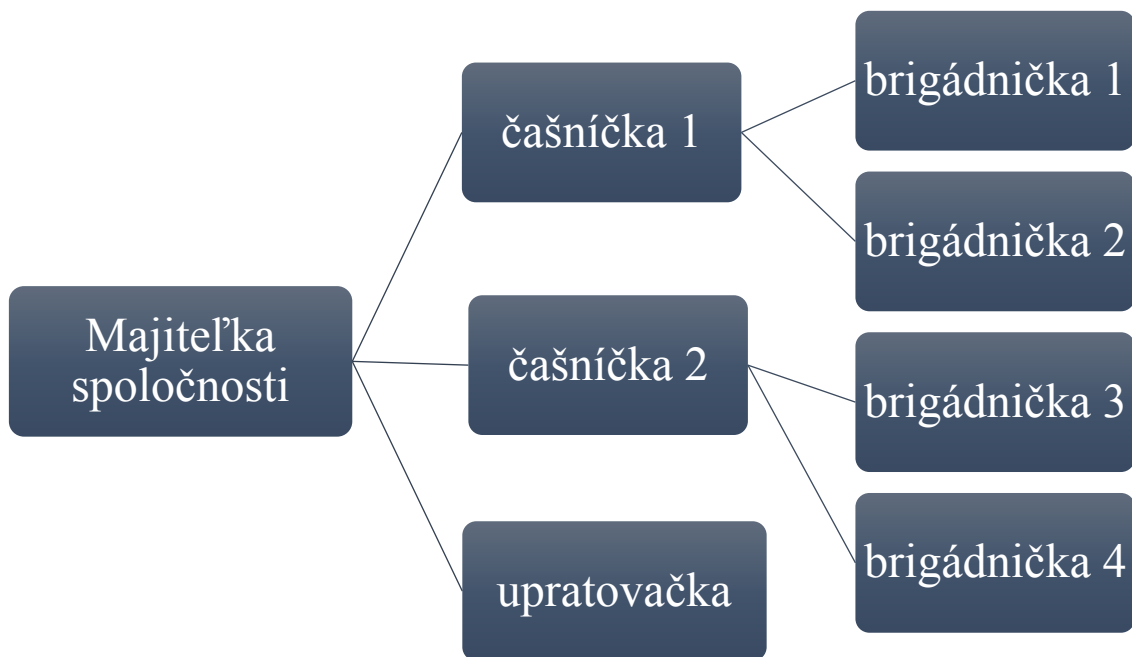 Majiteľka
spoločnosti
čašníčka 1
čašníčka 2
upratovačka
brigádnička 1
brigádnička 2
brigádnička 3
brigádnička 4